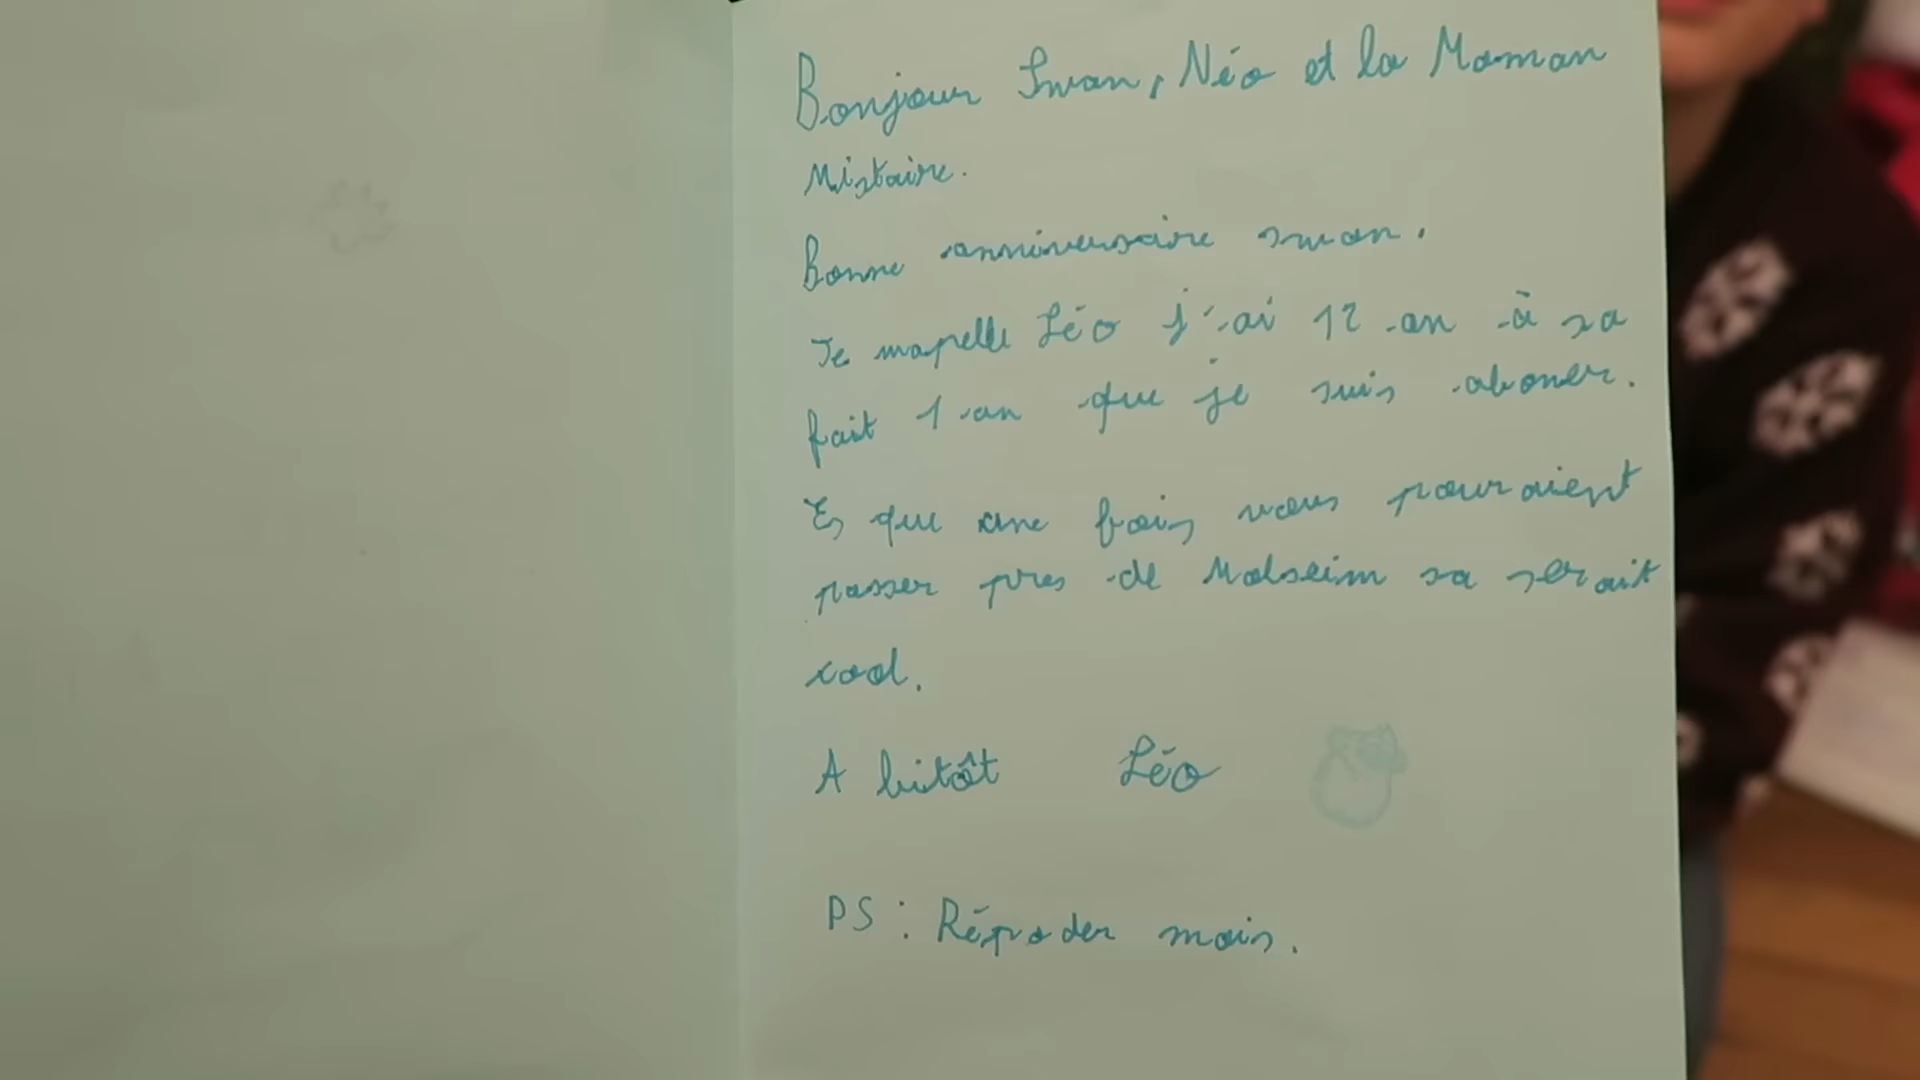 Bonjour Swan, Néo et la Maman
Mistaire.
Bonne anniversaire swan.
Je mapelle Léo j'ai 12 an à sa
fait 1 an que je suis aboner.
Es que une fois vous pouraient
passer pres de Molseim sa serait
cool.
A bitôt Léo
PS : Répoder mois.